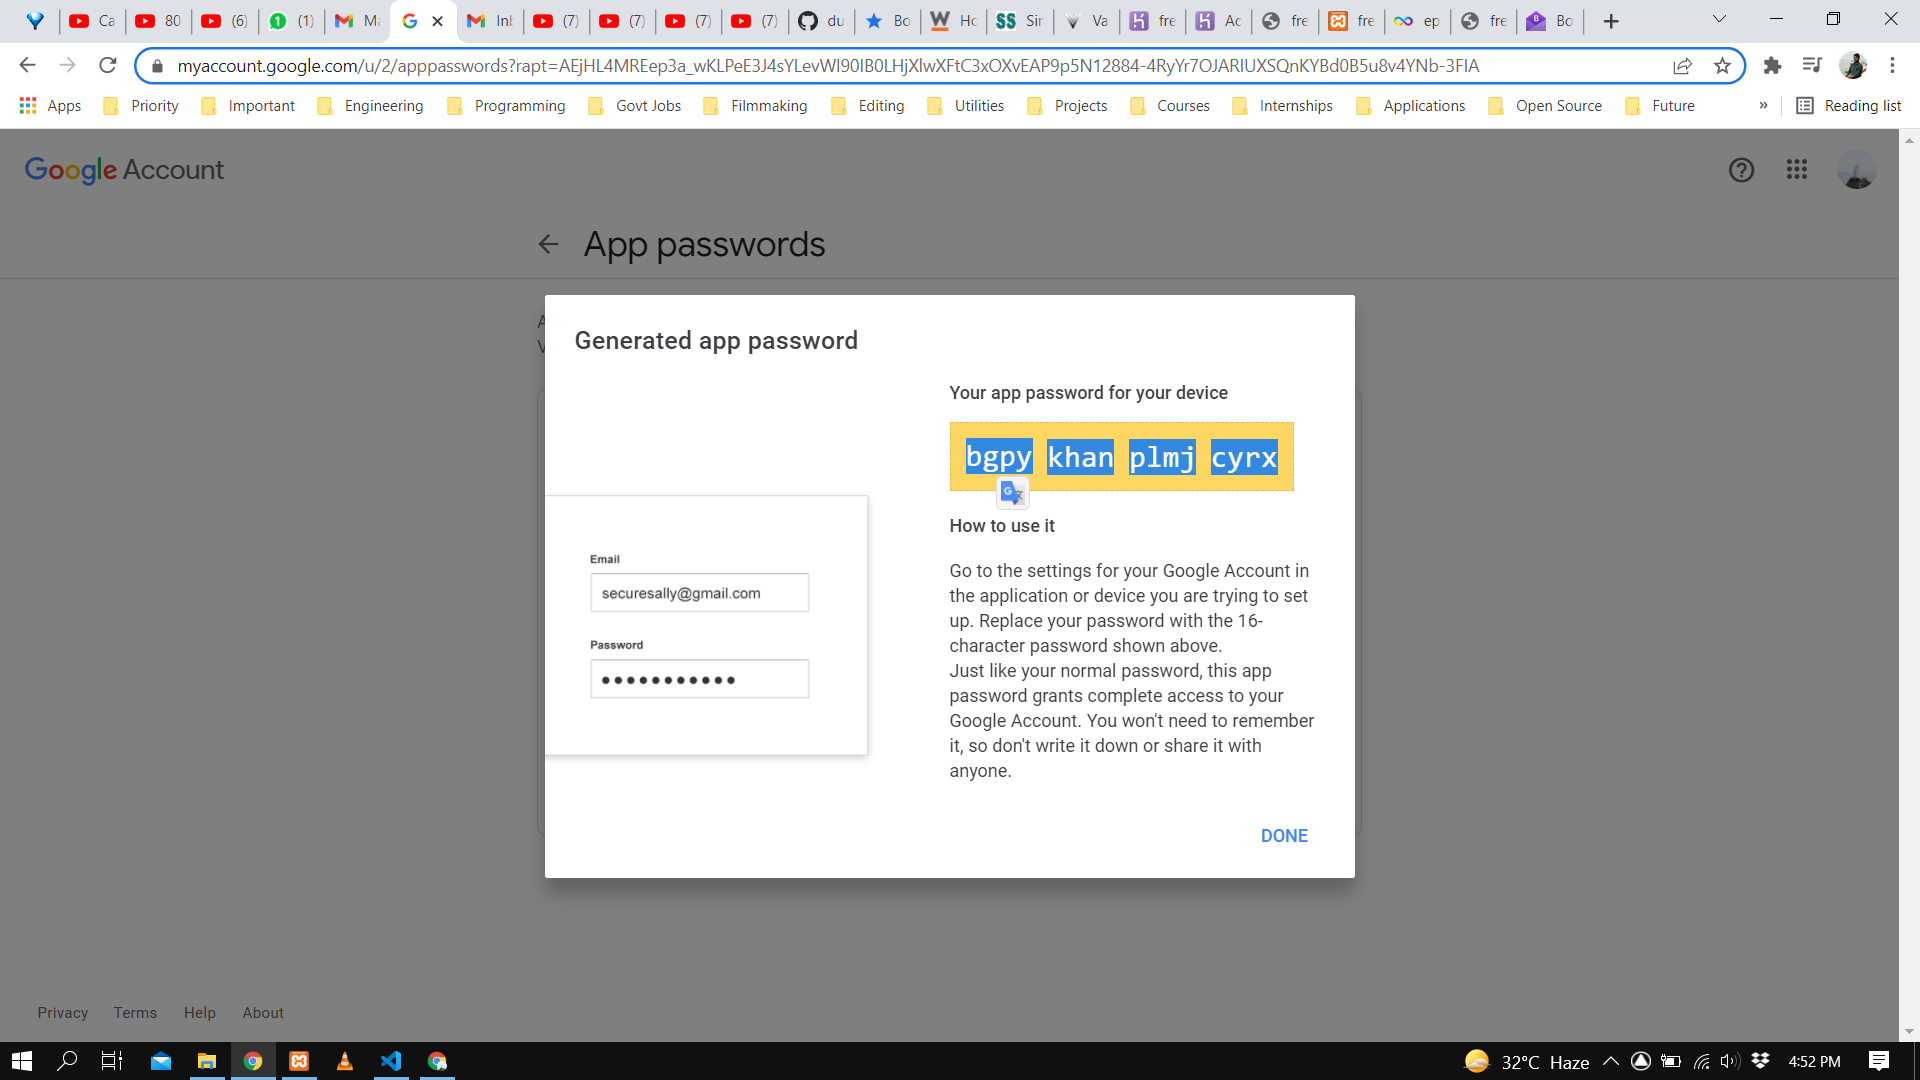 Ca 80 (6) (1) Ma Inb (7) (7) (7) (7) du Bo Ho Sir Va fre Ac fre fre ep fre Bo
myaccount.google.com/u/2/apppasswords?rapt=
Apps Priority Important Engineering Programming Govt Jobs Filmmaking Editing Utilities Projects Courses Internships Applications Open Source Future » Reading list
Google Account
App passwords
Generated app password
Your app password for your device
bgpy khan plmj cyrx
How to use it
Go to the settings for your Google Account in
the application or device you are trying to set
up. Replace your password with the 16-
character password shown above.
Just like your normal password, this app
password grants complete access to your
Google Account. You won't need to remember
it, so don't write it down or share it with
anyone.
Email
securesally@gmail.com
Password
DONE
Privacy Terms Help About
32°C Haze 4:52 PM